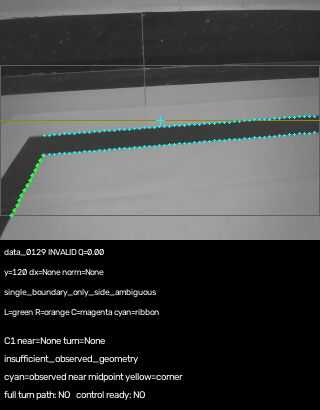 data_0129 INVALID Q=0.00
y=120 dx=None norm=None
single_boundary_only_side_ambiguous
L=green R=orange C=magenta cyan=ribbon
C1 near=None turn=None
insufficient_observed_geometry
cyan=observed near midpoint yellow=corner
full turn path: NO control ready: NO